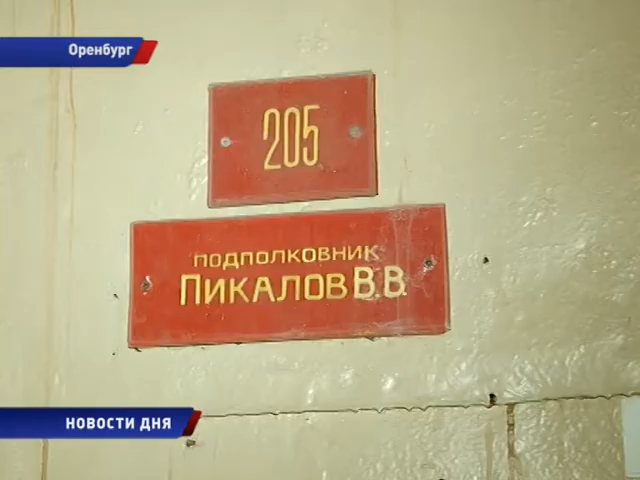 Оренбург
205
ПОДПОЛКОВНИК
ПИКАЛОВ В.В.
НОВОСТИ ДНЯ